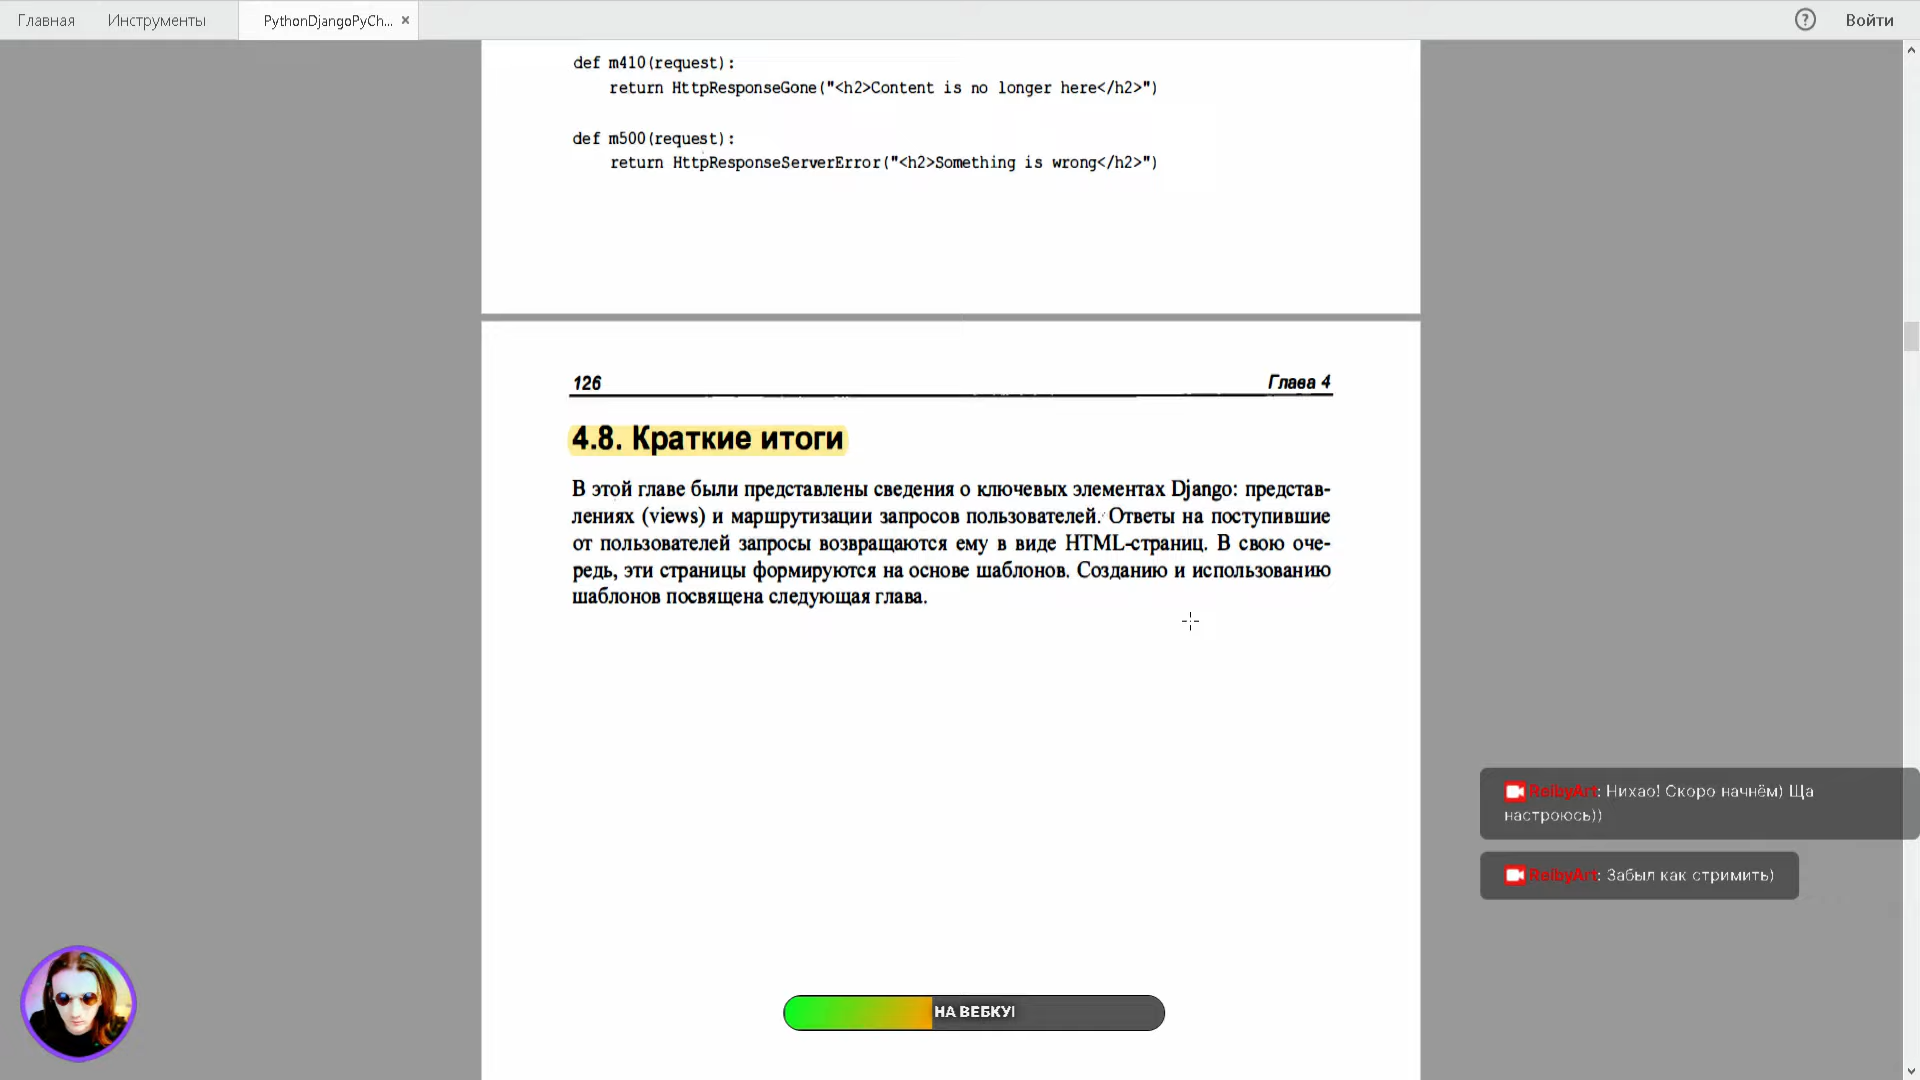 Главная Инструменты PythonDjangoPyCh... × ? Войти
def m410(request):
return HttpResponseGone("<h2>Content is no longer here</h2>")
def m500(request):
return HttpResponseServerError("<h2>Something is wrong</h2>")
126 Глава 4
4.8. Краткие итоги
В этой главе были представлены сведения о ключевых элементах Django: представ-
лениях (views) и маршрутизации запросов пользователей. Ответы на поступившие
от пользователей запросы возвращаются ему в виде HTML-страниц. В свою оче-
редь, эти страницы формируются на основе шаблонов. Созданию и использованию
шаблонов посвящена следующая глава.
ReibyArt: Нихао! Скоро начнём) Ща
настроюсь))
ReibyArt: Забыл как стримить)
НА ВЕБКУ!